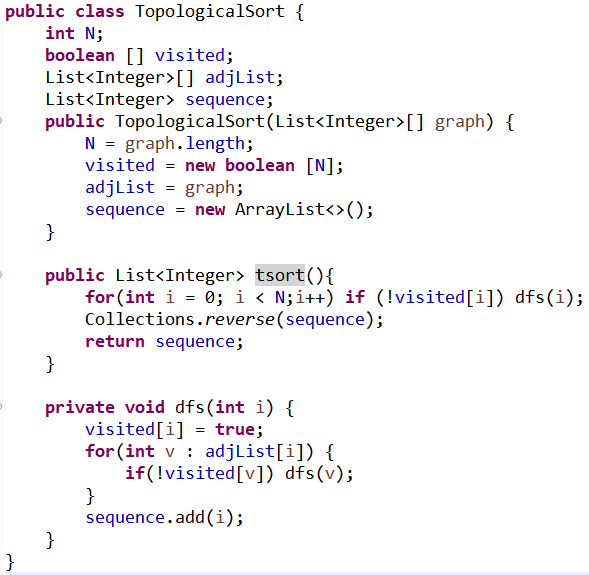 public class TopologicalSort {
    int N;
    boolean [] visited;
    List<Integer>[] adjList;
    List<Integer> sequence;
    public TopologicalSort(List<Integer>[] graph) {
        N = graph.length;
        visited = new boolean [N];
        adjList = graph;
        sequence = new ArrayList<>();
    }

    public List<Integer> tsort(){
        for(int i = 0; i < N;i++) if (!visited[i]) dfs(i);
        Collections.reverse(sequence);
        return sequence;
    }

    private void dfs(int i) {
        visited[i] = true;
        for(int v : adjList[i]) {
            if(!visited[v]) dfs(v);
        }
        sequence.add(i);
    }
}